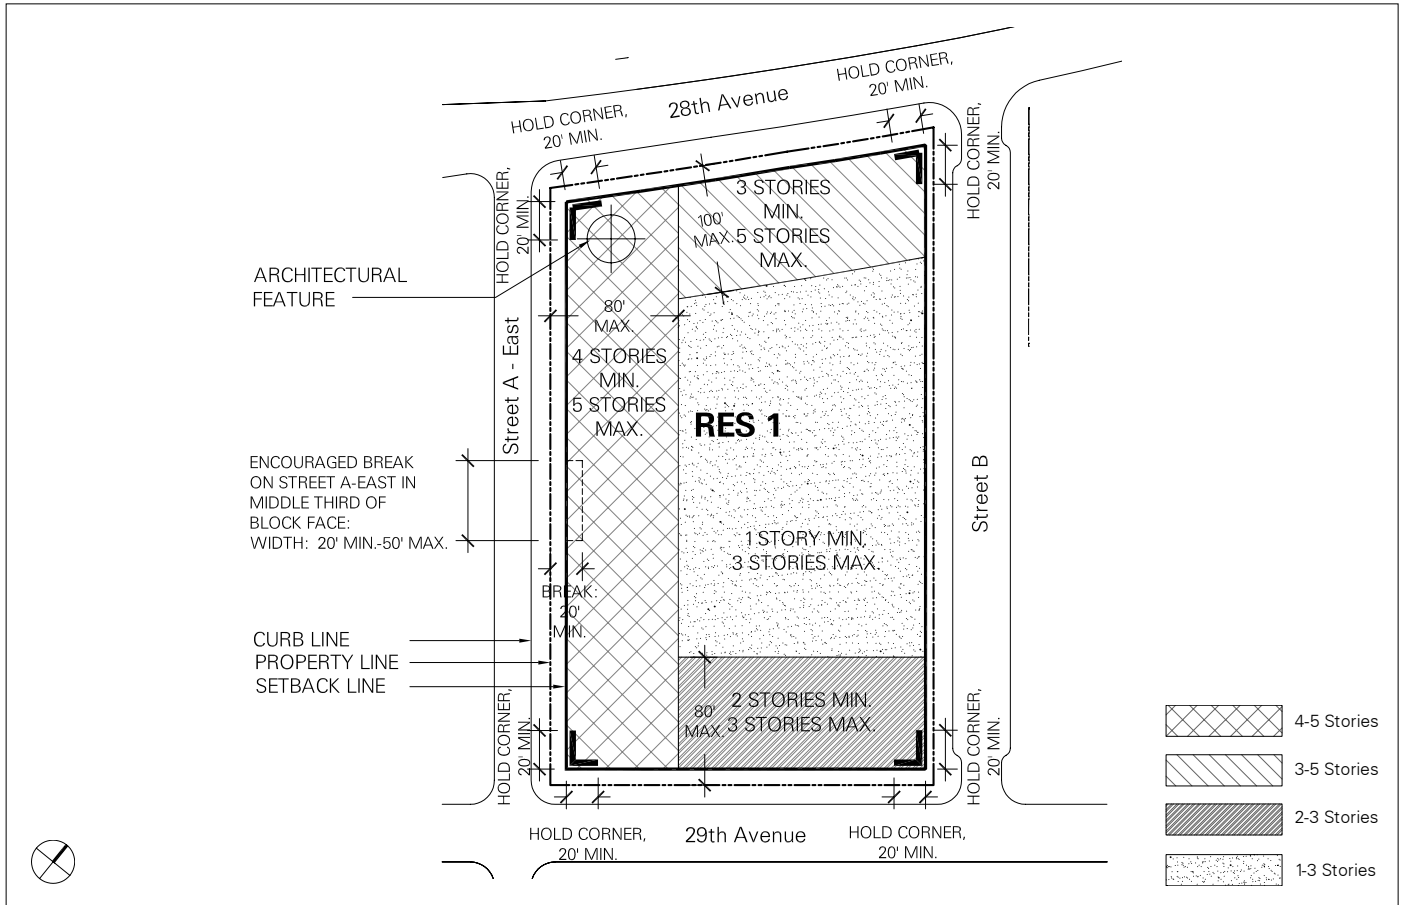 HOLD CORNER,
20' MIN.
28th Avenue
HOLD CORNER,
20' MIN.
HOLD CORNER,
20' MIN.
HOLD CORNER,
20' MIN.
3 STORIES
MIN.
5 STORIES
MAX.
100'
MAX.
ARCHITECTURAL
FEATURE
80'
MAX.
Street A - East
4 STORIES
MIN.
5 STORIES
MAX.
RES 1
ENCOURAGED BREAK
ON STREET A-EAST IN
MIDDLE THIRD OF
BLOCK FACE:
WIDTH: 20' MIN.-50' MAX.
Street B
1 STORY MIN.
3 STORIES MAX.
BREAK:
20'
MIN.
CURB LINE
PROPERTY LINE
SETBACK LINE
2 STORIES MIN.
3 STORIES MAX.
80'
MAX.
HOLD CORNER,
20' MIN.
HOLD CORNER,
20' MIN.
HOLD CORNER,
20' MIN.
29th Avenue
HOLD CORNER,
20' MIN.
4-5 Stories
3-5 Stories
2-3 Stories
1-3 Stories